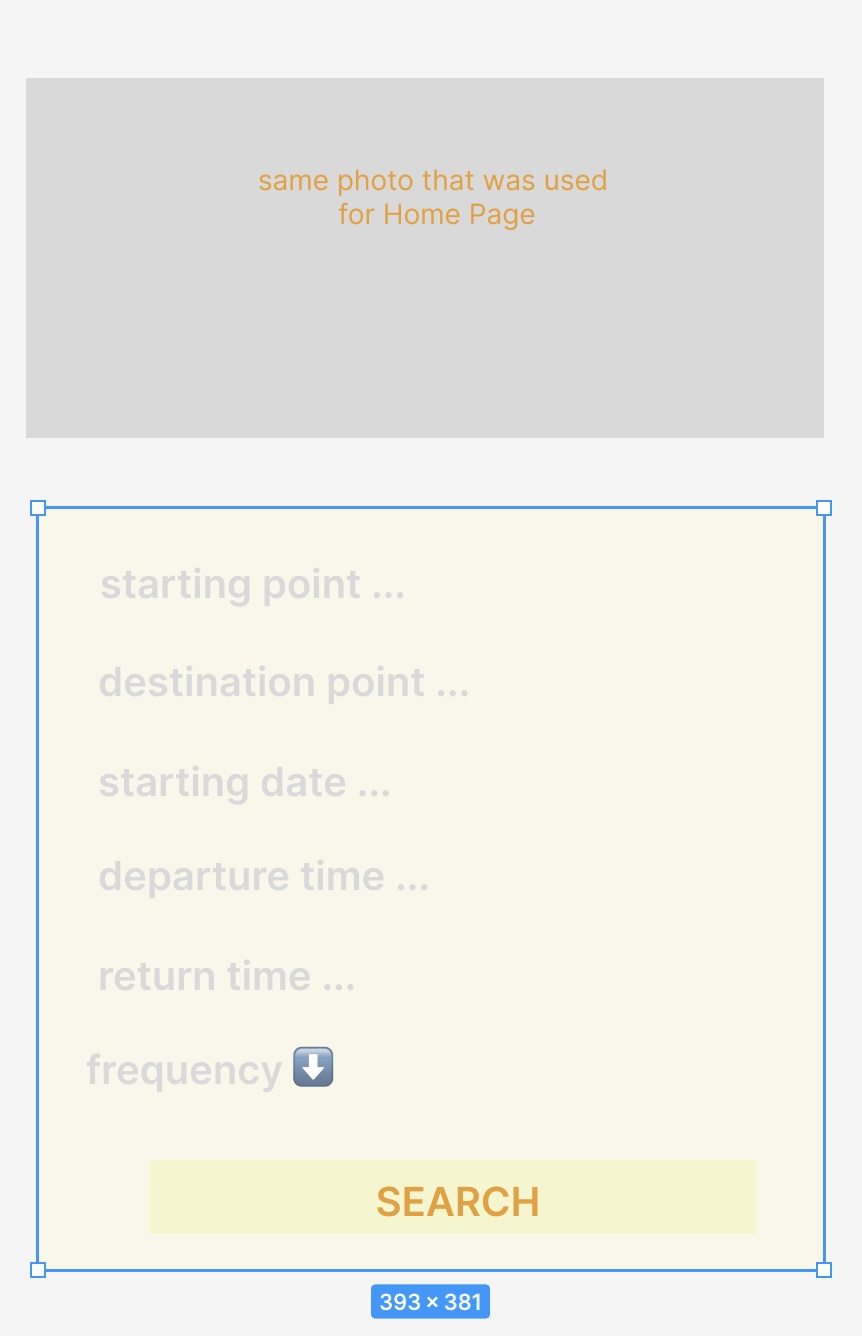 same photo that was used
for Home Page
starting point ...
destination point ...
starting date ...
departure time ...
return time ...
frequency ⬇️
SEARCH
393 × 381